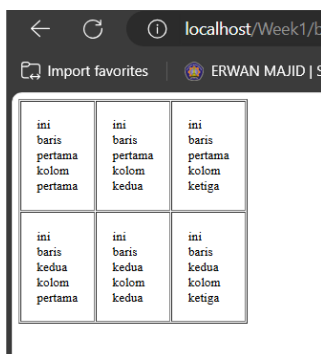 localhost/Week1/b
Import favorites
ERWAN MAJID | S
ini
baris
pertama
kolom
pertama
ini
baris
pertama
kolom
kedua
ini
baris
pertama
kolom
ketiga
ini
baris
kedua
kolom
pertama
ini
baris
kedua
kolom
kedua
ini
baris
kedua
kolom
ketiga